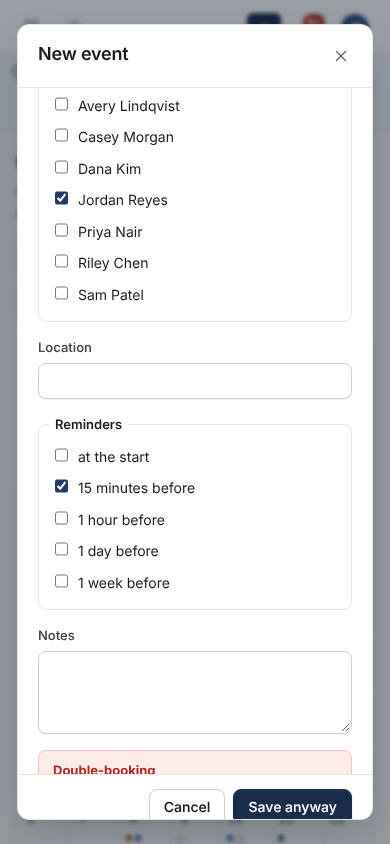 New event
Avery Lindqvist
Casey Morgan
Dana Kim
Jordan Reyes
Priya Nair
Riley Chen
Sam Patel
Location
Reminders
at the start
15 minutes before
1 hour before
1 day before
1 week before
Notes
Double-booking
Cancel
Save anyway